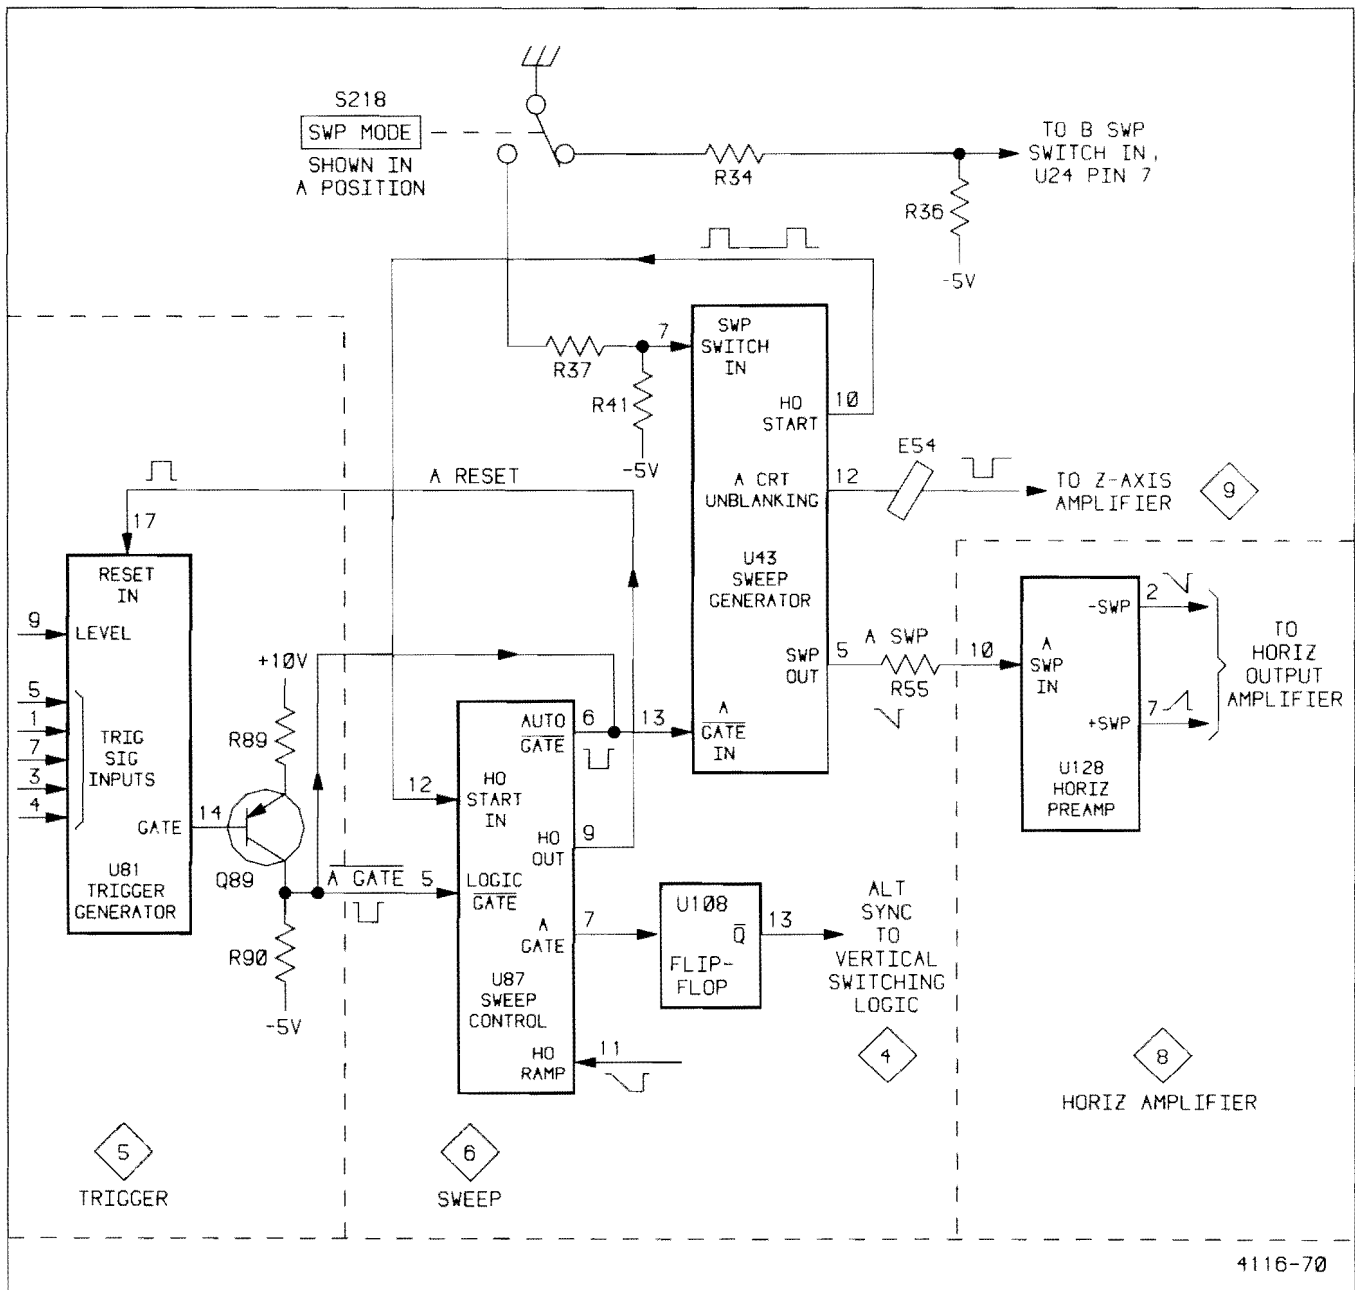 S218
SWP MODE
SHOWN IN
A POSITION
R34
TO B SWP
SWITCH IN,
U24 PIN 7
R36
-5V
7
R37
R41
-5V
SWP
SWITCH
IN
HO
START
10
A CRT
UNBLANKING
12
E54
TO Z-AXIS
AMPLIFIER
9
U43
SWEEP
GENERATOR
SWP
OUT
5
A SWP
R55
10
A
GATE
IN
13
A RESET
17
RESET
IN
9
LEVEL
5
1
7
3
4
TRIG
SIG
INPUTS
GATE
14
U81
TRIGGER
GENERATOR
+10V
R89
Q89
R90
-5V
A GATE
5
12
AUTO
GATE
6
HO
START
IN
HO
OUT
9
LOGIC
GATE
A
GATE
7
U87
SWEEP
CONTROL
HO
RAMP
11
U108
Q
FLIP-
FLOP
13
ALT
SYNC
TO
VERTICAL
SWITCHING
LOGIC
4
A
SWP
IN
-SWP
2
+SWP
7
U128
HORIZ
PREAMP
TO
HORIZ
OUTPUT
AMPLIFIER
8
HORIZ AMPLIFIER
5
TRIGGER
6
SWEEP
4116-70